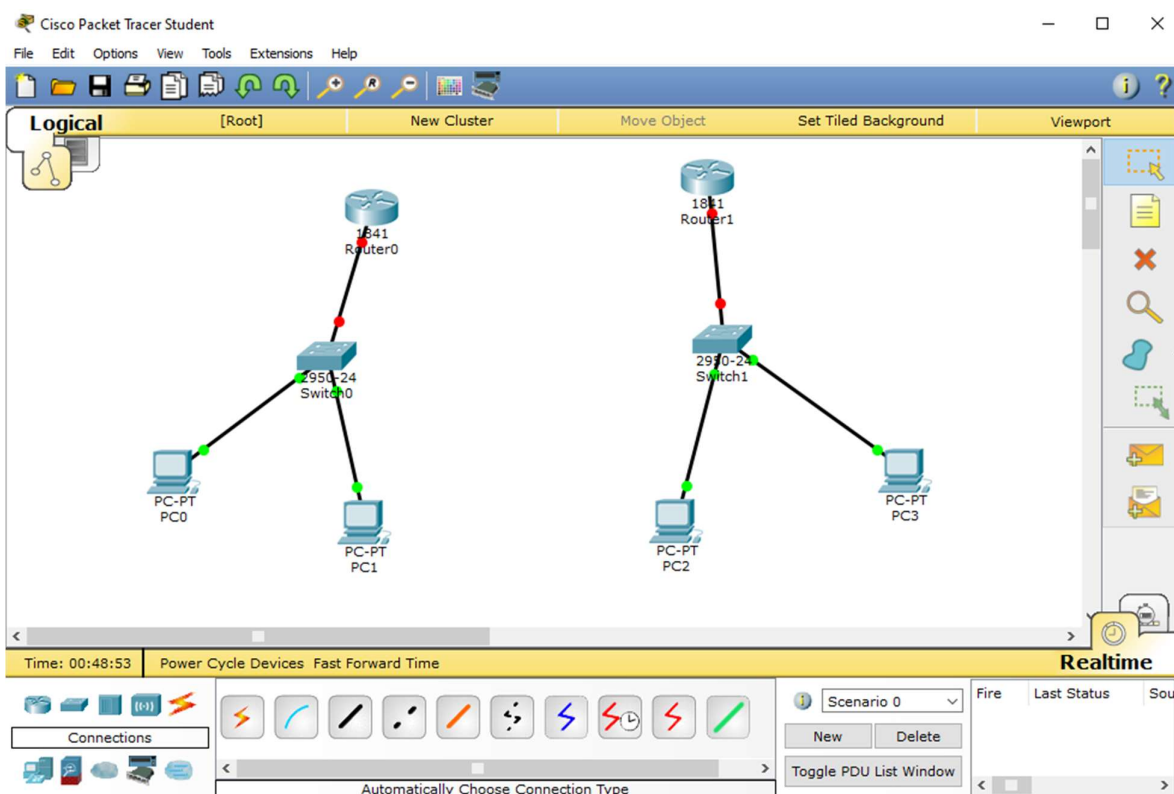 Cisco Packet Tracer Student
File Edit Options View Tools Extensions Help
Logical [Root] New Cluster Move Object Set Tiled Background Viewport
1841
Router0
1841
Router1
2950-24
Switch0
2950-24
Switch1
PC-PT
PC0
PC-PT
PC1
PC-PT
PC2
PC-PT
PC3
Time: 00:48:53 Power Cycle Devices Fast Forward Time Realtime
Connections
Automatically Choose Connection Type
Scenario 0
New Delete
Toggle PDU List Window
Fire Last Status Sou